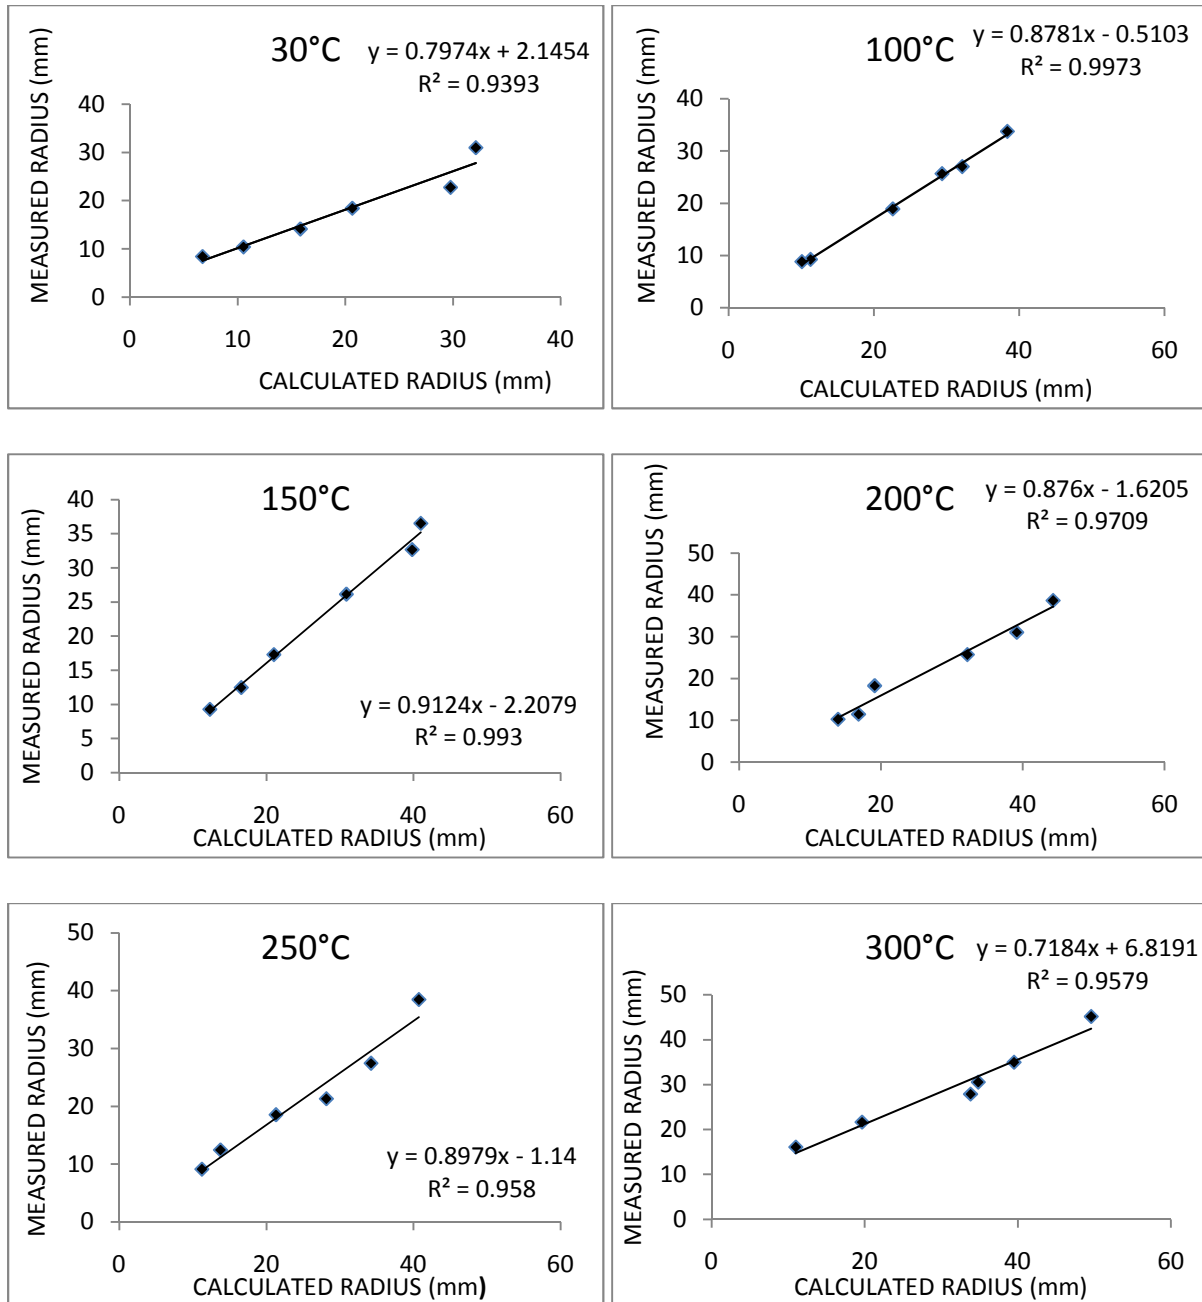 30°C
y = 0.7974x + 2.1454
R² = 0.9393
MEASURED RADIUS (mm)
40
30
20
10
0
0 10 20 30 40
CALCULATED RADIUS (mm)
100°C
y = 0.8781x - 0.5103
R² = 0.9973
MEASURED RADIUS (mm)
40
30
20
10
0
0 20 40 60
CALCULATED RADIUS (mm)
150°C
MEASURED RADIUS (mm)
40
35
30
25
20
15
10
5
0
y = 0.9124x - 2.2079
R² = 0.993
0 20 40 60
CALCULATED RADIUS (mm)
200°C
y = 0.876x - 1.6205
R² = 0.9709
MEASURED RADIUS (mm)
50
40
30
20
10
0
0 20 40 60
CALCULATED RADIUS (mm)
250°C
MEASURED RADIUS (mm)
50
40
30
20
10
0
y = 0.8979x - 1.14
R² = 0.958
0 20 40 60
CALCULATED RADIUS (mm)
300°C
y = 0.7184x + 6.8191
R² = 0.9579
MEASURED RADIUS (mm)
50
40
30
20
10
0
0 20 40 60
CALCULATED RADIUS (mm)